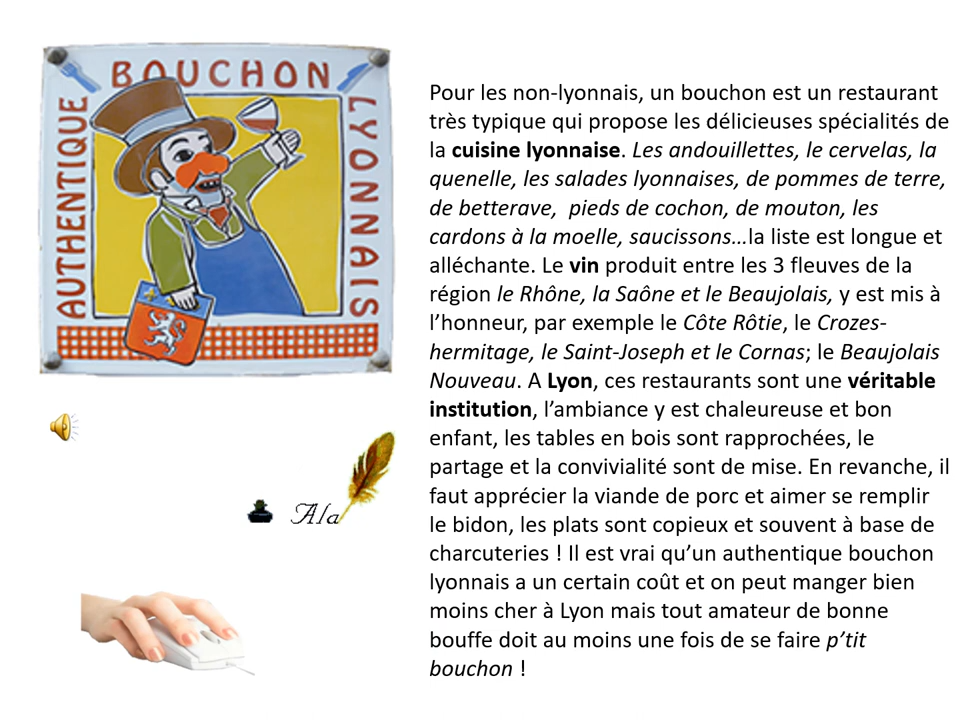 BOUCHON
AUTHENTIQUE
LYONNAIS
Pour les non-lyonnais, un bouchon est un restaurant
très typique qui propose les délicieuses spécialités de
la cuisine lyonnaise. Les andouillettes, le cervelas, la
quenelle, les salades lyonnaises, de pommes de terre,
de betterave,  pieds de cochon, de mouton, les
cardons à la moelle, saucissons…la liste est longue et
alléchante. Le vin produit entre les 3 fleuves de la
région le Rhône, la Saône et le Beaujolais, y est mis à
l’honneur, par exemple le Côte Rôtie, le Crozes-
hermitage, le Saint-Joseph et le Cornas; le Beaujolais
Nouveau. A Lyon, ces restaurants sont une véritable
institution, l’ambiance y est chaleureuse et bon
enfant, les tables en bois sont rapprochées, le
partage et la convivialité sont de mise. En revanche, il
faut apprécier la viande de porc et aimer se remplir
le bidon, les plats sont copieux et souvent à base de
charcuteries ! Il est vrai qu’un authentique bouchon
lyonnais a un certain coût et on peut manger bien
moins cher à Lyon mais tout amateur de bonne
bouffe doit au moins une fois de se faire p’tit
bouchon !
Ala